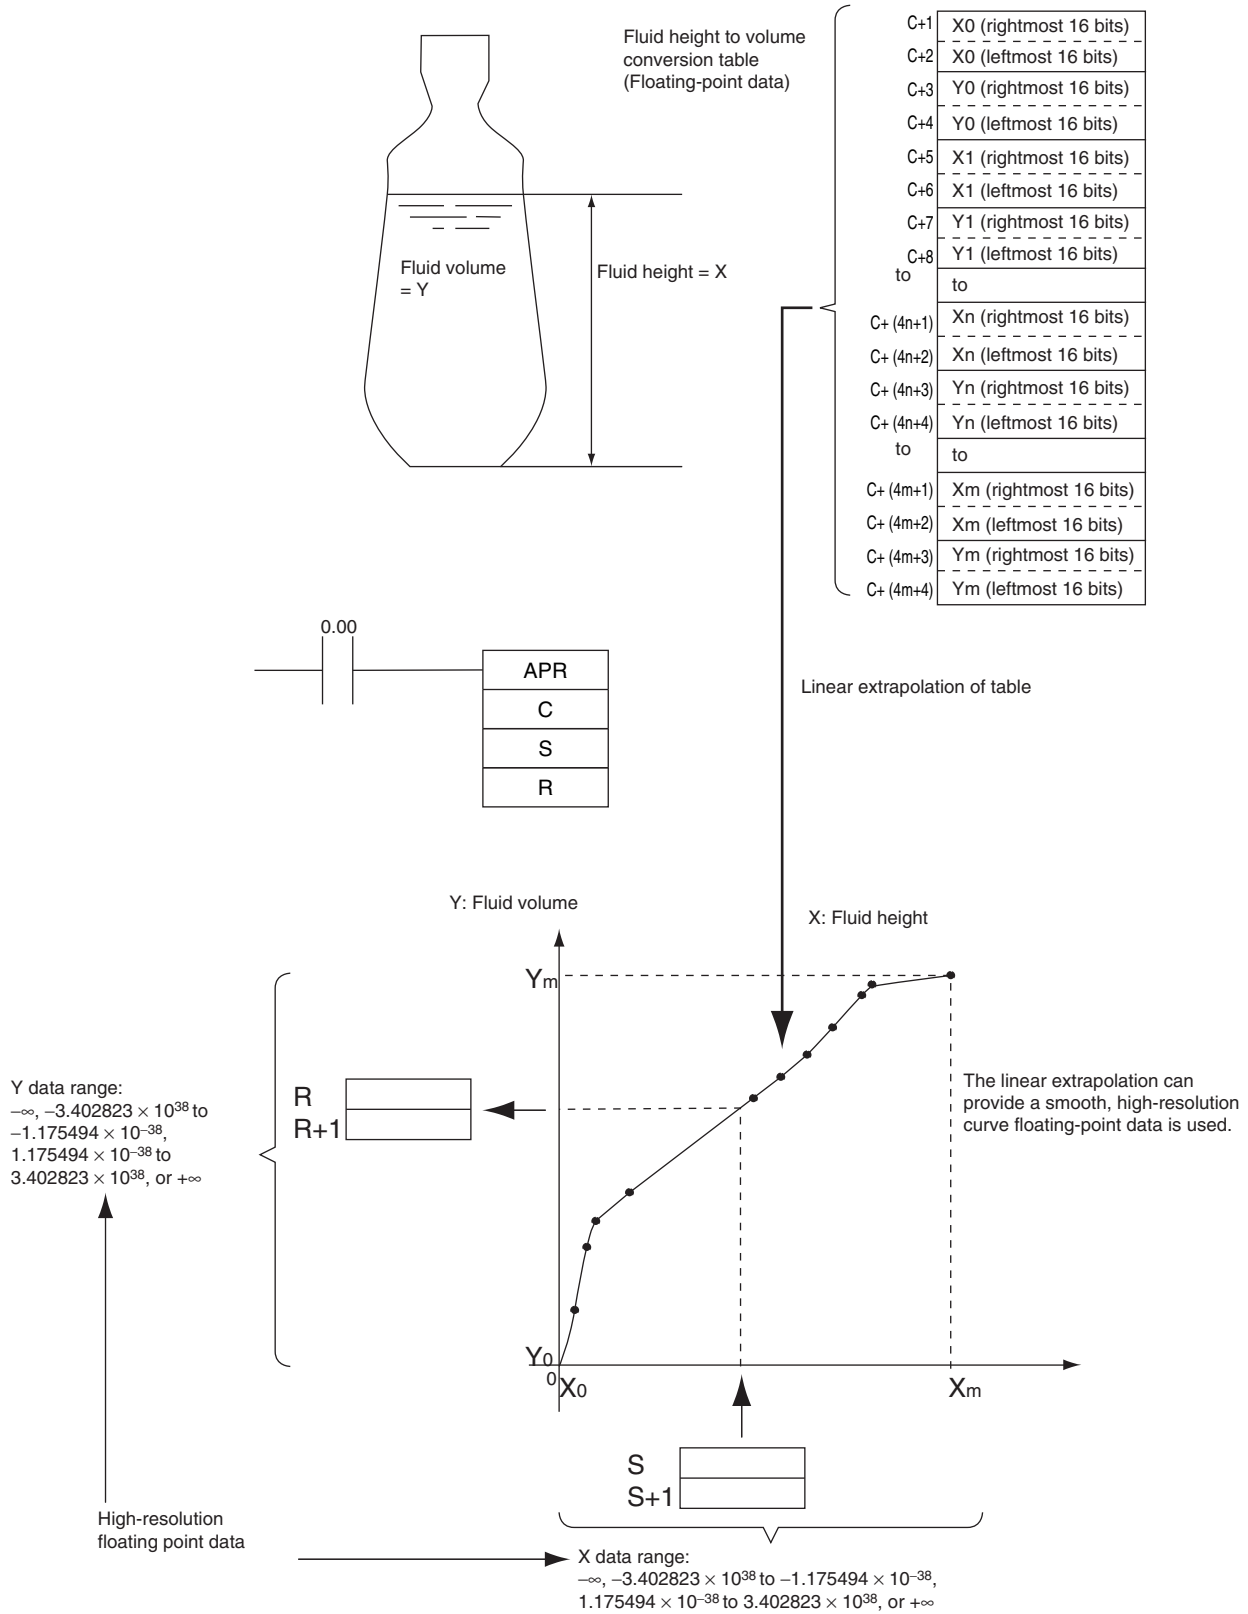 Fluid height to volume
conversion table
(Floating-point data)
C+1 X0 (rightmost 16 bits)
C+2 X0 (leftmost 16 bits)
C+3 Y0 (rightmost 16 bits)
C+4 Y0 (leftmost 16 bits)
C+5 X1 (rightmost 16 bits)
C+6 X1 (leftmost 16 bits)
C+7 Y1 (rightmost 16 bits)
C+8 Y1 (leftmost 16 bits)
to to
C+ (4n+1) Xn (rightmost 16 bits)
C+ (4n+2) Xn (leftmost 16 bits)
C+ (4n+3) Yn (rightmost 16 bits)
C+ (4n+4) Yn (leftmost 16 bits)
to to
C+ (4m+1) Xm (rightmost 16 bits)
C+ (4m+2) Xm (leftmost 16 bits)
C+ (4m+3) Ym (rightmost 16 bits)
C+ (4m+4) Ym (leftmost 16 bits)
Fluid volume
= Y
Fluid height = X
0.00
APR
C
S
R
Linear extrapolation of table
Y: Fluid volume
X: Fluid height
Ym
Y data range:
–∞, –3.402823 × 10³⁸ to
–1.175494 × 10⁻³⁸,
1.175494 × 10⁻³⁸ to
3.402823 × 10³⁸, or +∞
R
R+1
The linear extrapolation can
provide a smooth, high-resolution
curve floating-point data is used.
Y0
0
X0
Xm
S
S+1
High-resolution
floating point data
X data range:
–∞, –3.402823 × 10³⁸ to –1.175494 × 10⁻³⁸,
1.175494 × 10⁻³⁸ to 3.402823 × 10³⁸, or +∞